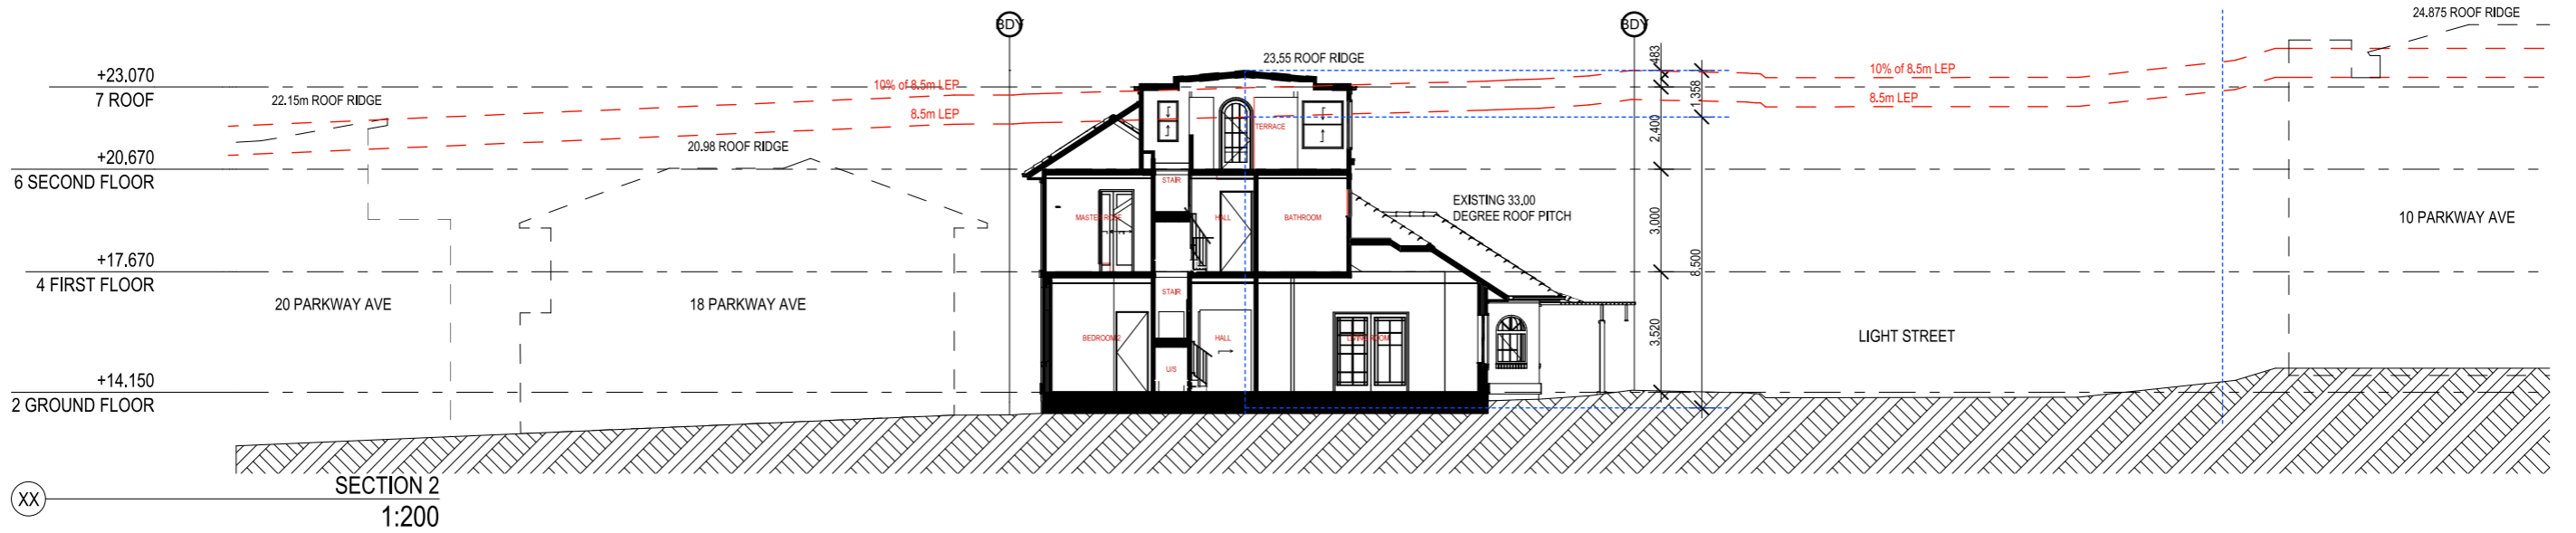 BDY
BDY
24.875 ROOF RIDGE
23.55 ROOF RIDGE
483
+23.070
7 ROOF
10% of 8.5m LEP
10% of 8.5m LEP
22.15m ROOF RIDGE
1.358
8.5m LEP
8.5m LEP
TERRACE
2.400
20.98 ROOF RIDGE
+20.670
6 SECOND FLOOR
STAIR
EXISTING 33.00
DEGREE ROOF PITCH
HALL
BATHROOM
3.000
10 PARKWAY AVE
+17.670
4 FIRST FLOOR
8.500
STAIR
20 PARKWAY AVE
18 PARKWAY AVE
BEDROOM 2
HALL
LIVING ROOM
3.520
LIGHT STREET
U/S
+14.150
2 GROUND FLOOR
XX
SECTION 2
1:200